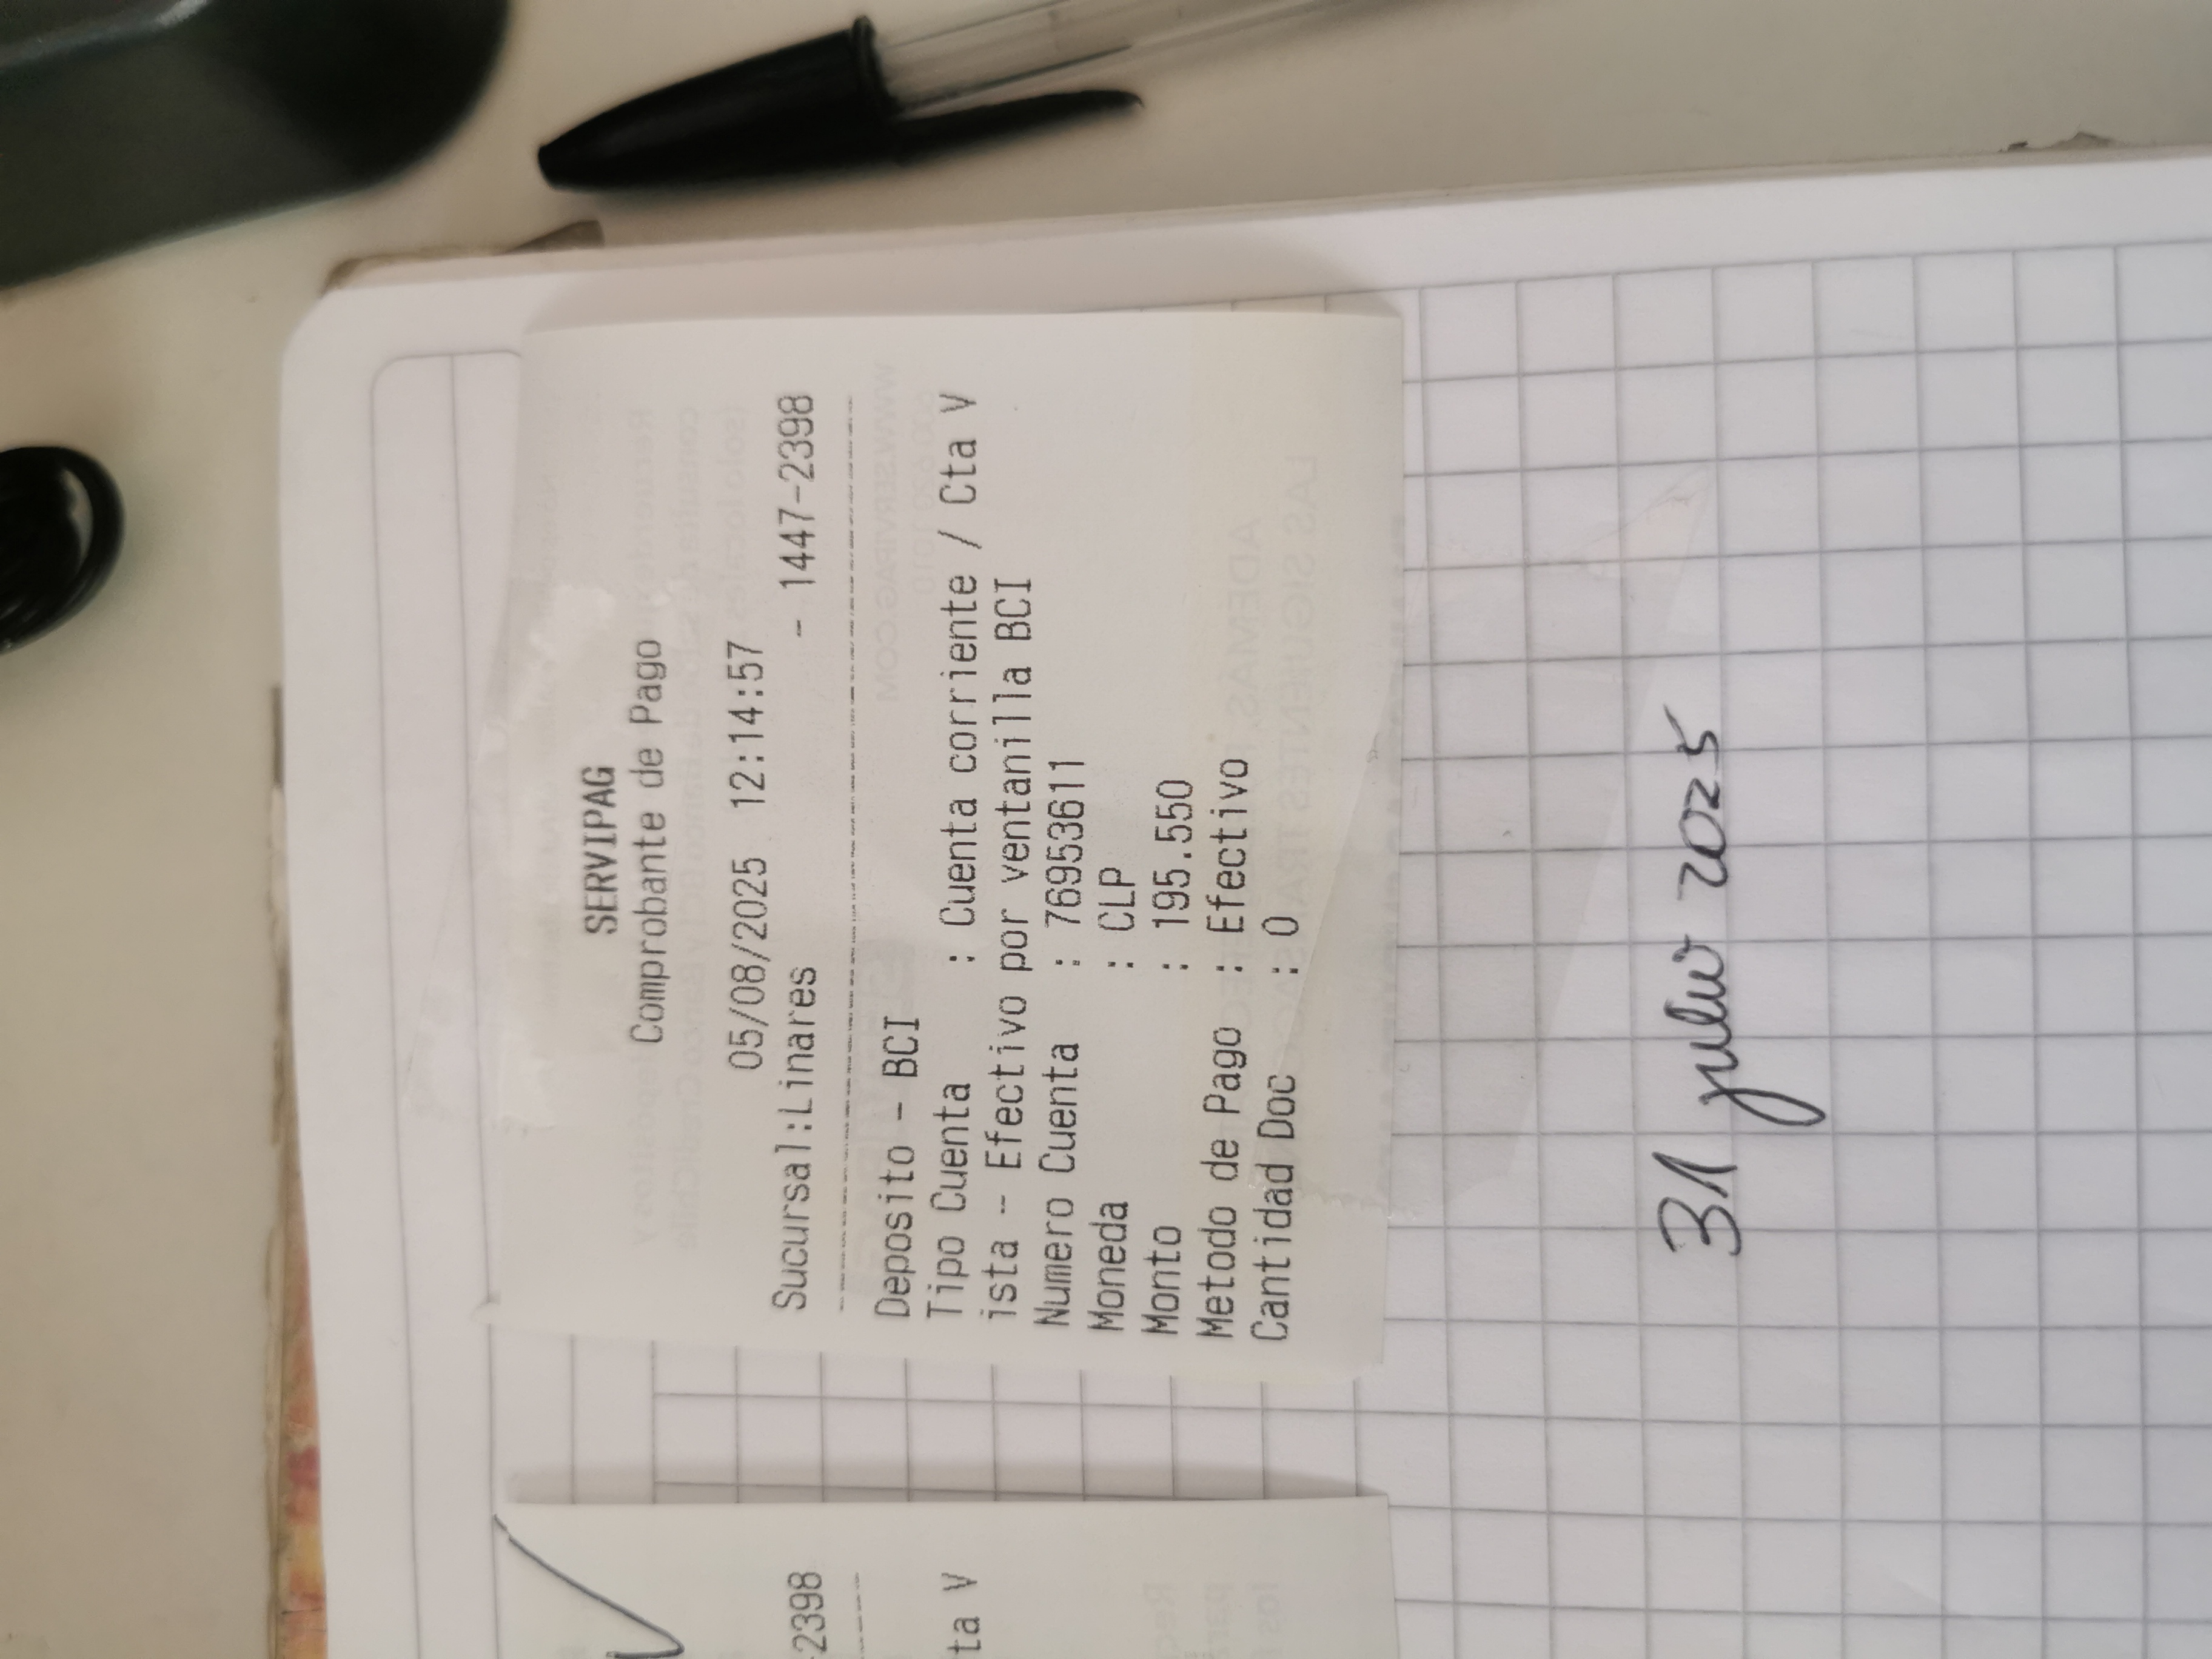 SERVIPAG
Comprobante de Pago
05/08/2025 12:14:57
Sucursal:Linares - 1447-2398
Deposito - BCI
Tipo Cuenta : Cuenta corriente / Cta V
ista -- Efectivo por ventanilla BCI
Numero Cuenta : 76953611
Moneda : CLP
Monto : 195.550
Metodo de Pago : Efectivo
Cantidad Doc : 0
31 julio 2025
-2398
ta V